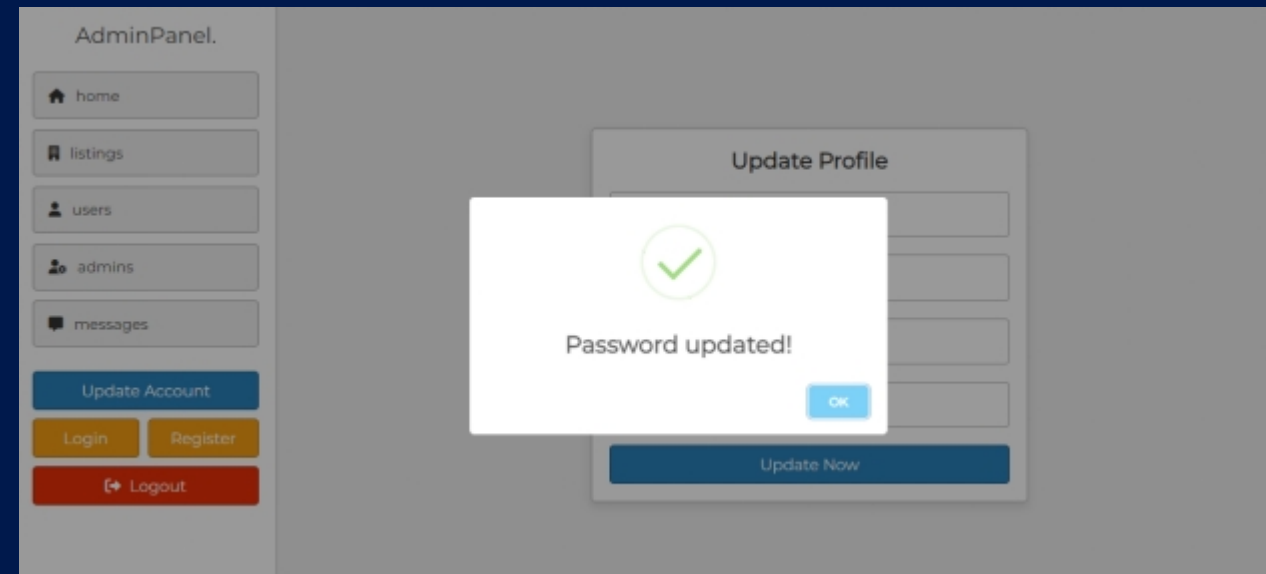 AdminPanel.
home
listings
users
admins
messages
Update Account
Login Register
Logout
Update Profile
Password updated!
OK
Update Now